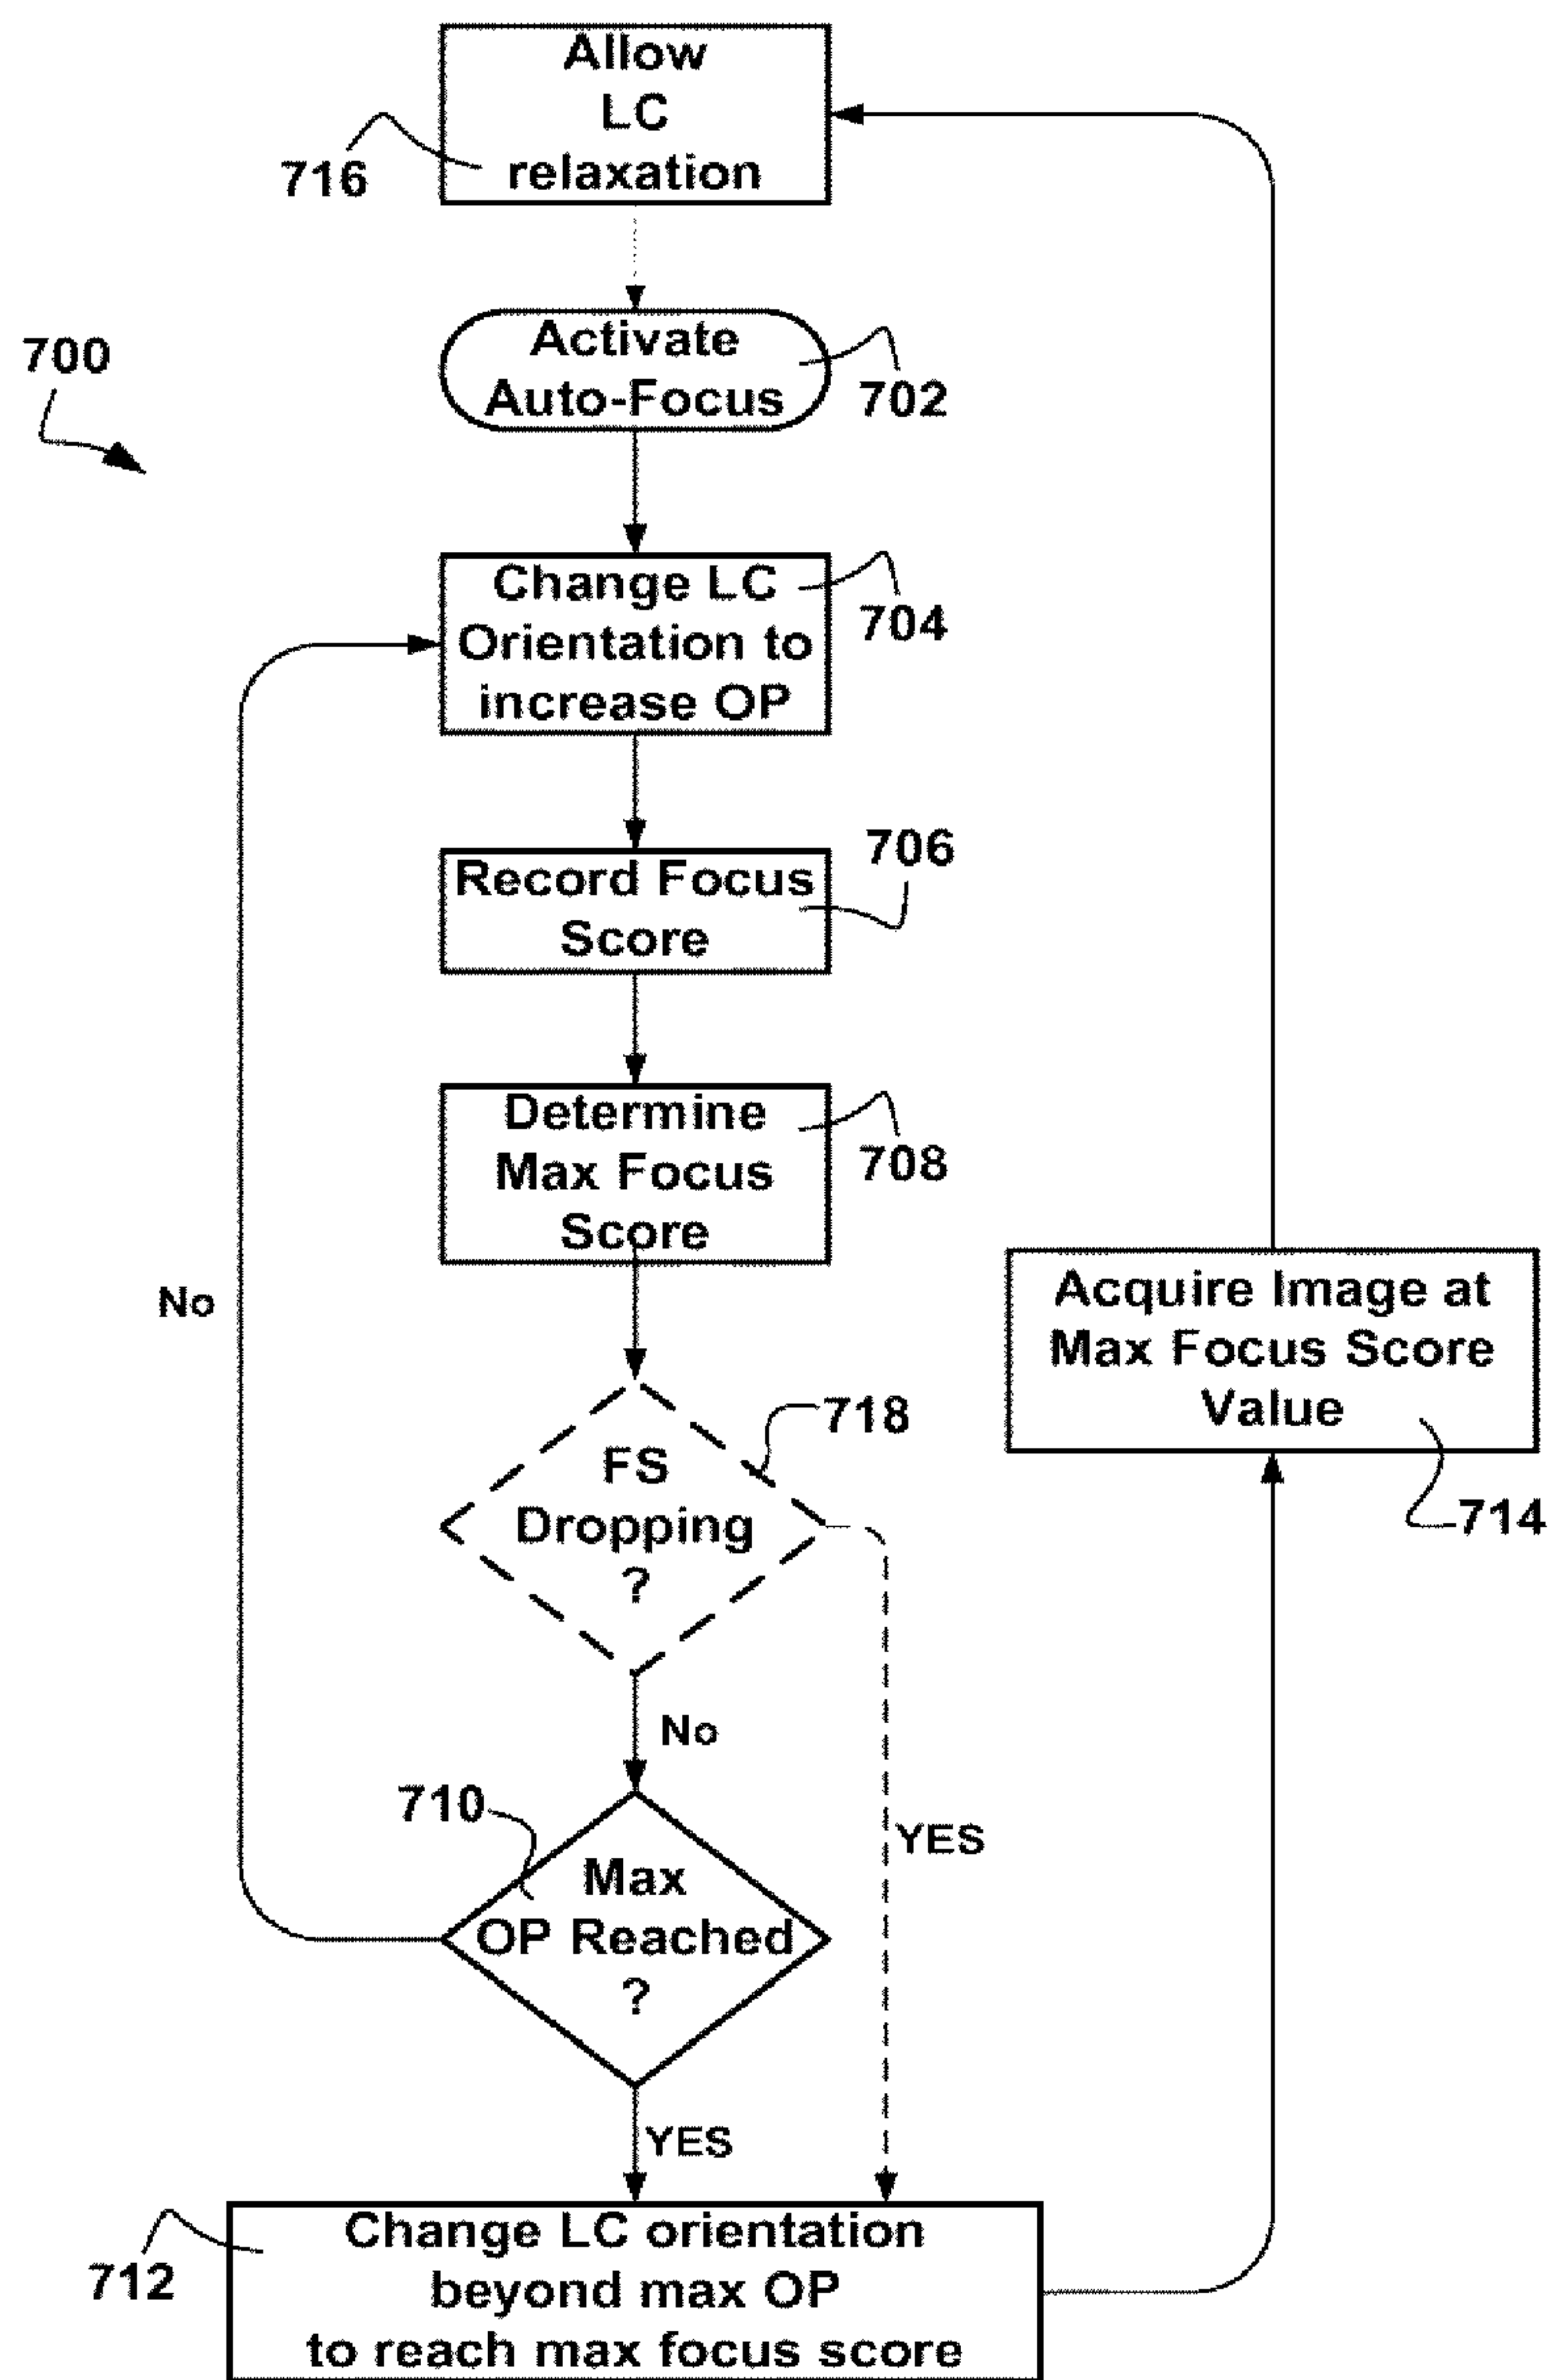 Allow
LC
relaxation
716
700
Activate
Auto-Focus
702
Change LC
Orientation to
increase OP
704
Record Focus
Score
706
Determine
Max Focus
Score
708
No
Acquire Image at
Max Focus Score
Value
714
FS
Dropping
?
718
No
YES
710
Max
OP Reached
?
YES
Change LC orientation
beyond max OP
to reach max focus score
712